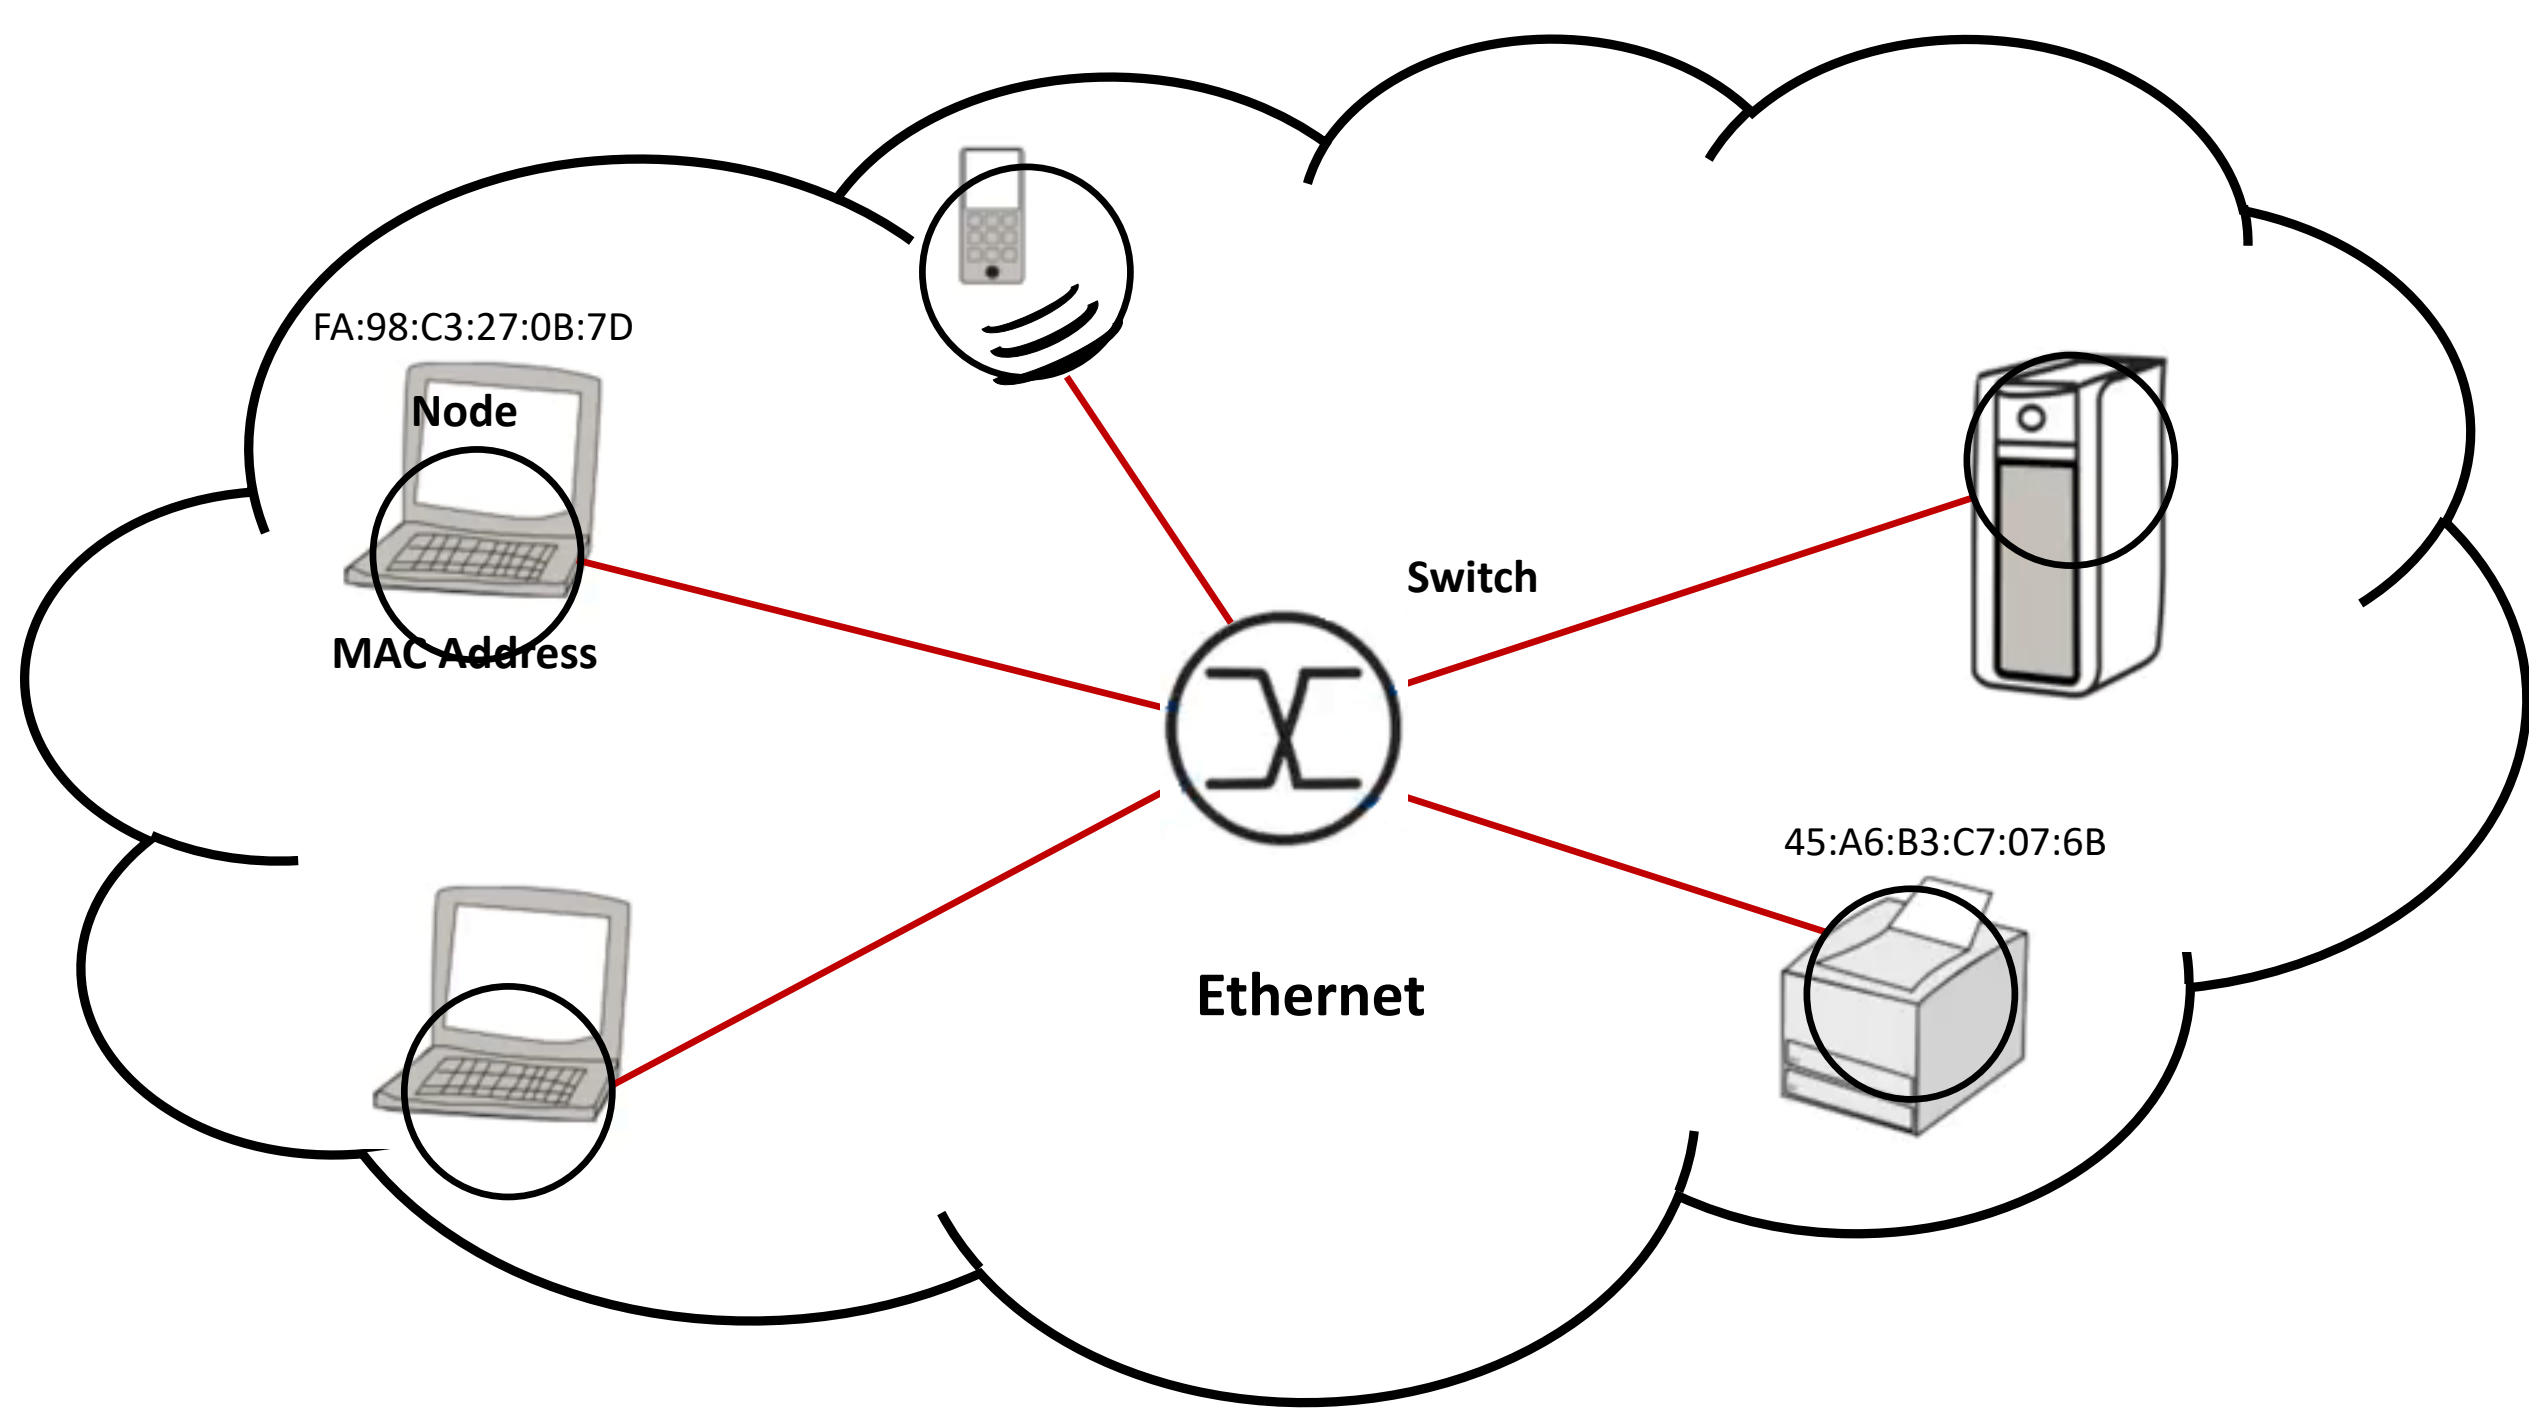 FA:98:C3:27:0B:7D
Node
MAC Address
Switch
45:A6:B3:C7:07:6B
Ethernet